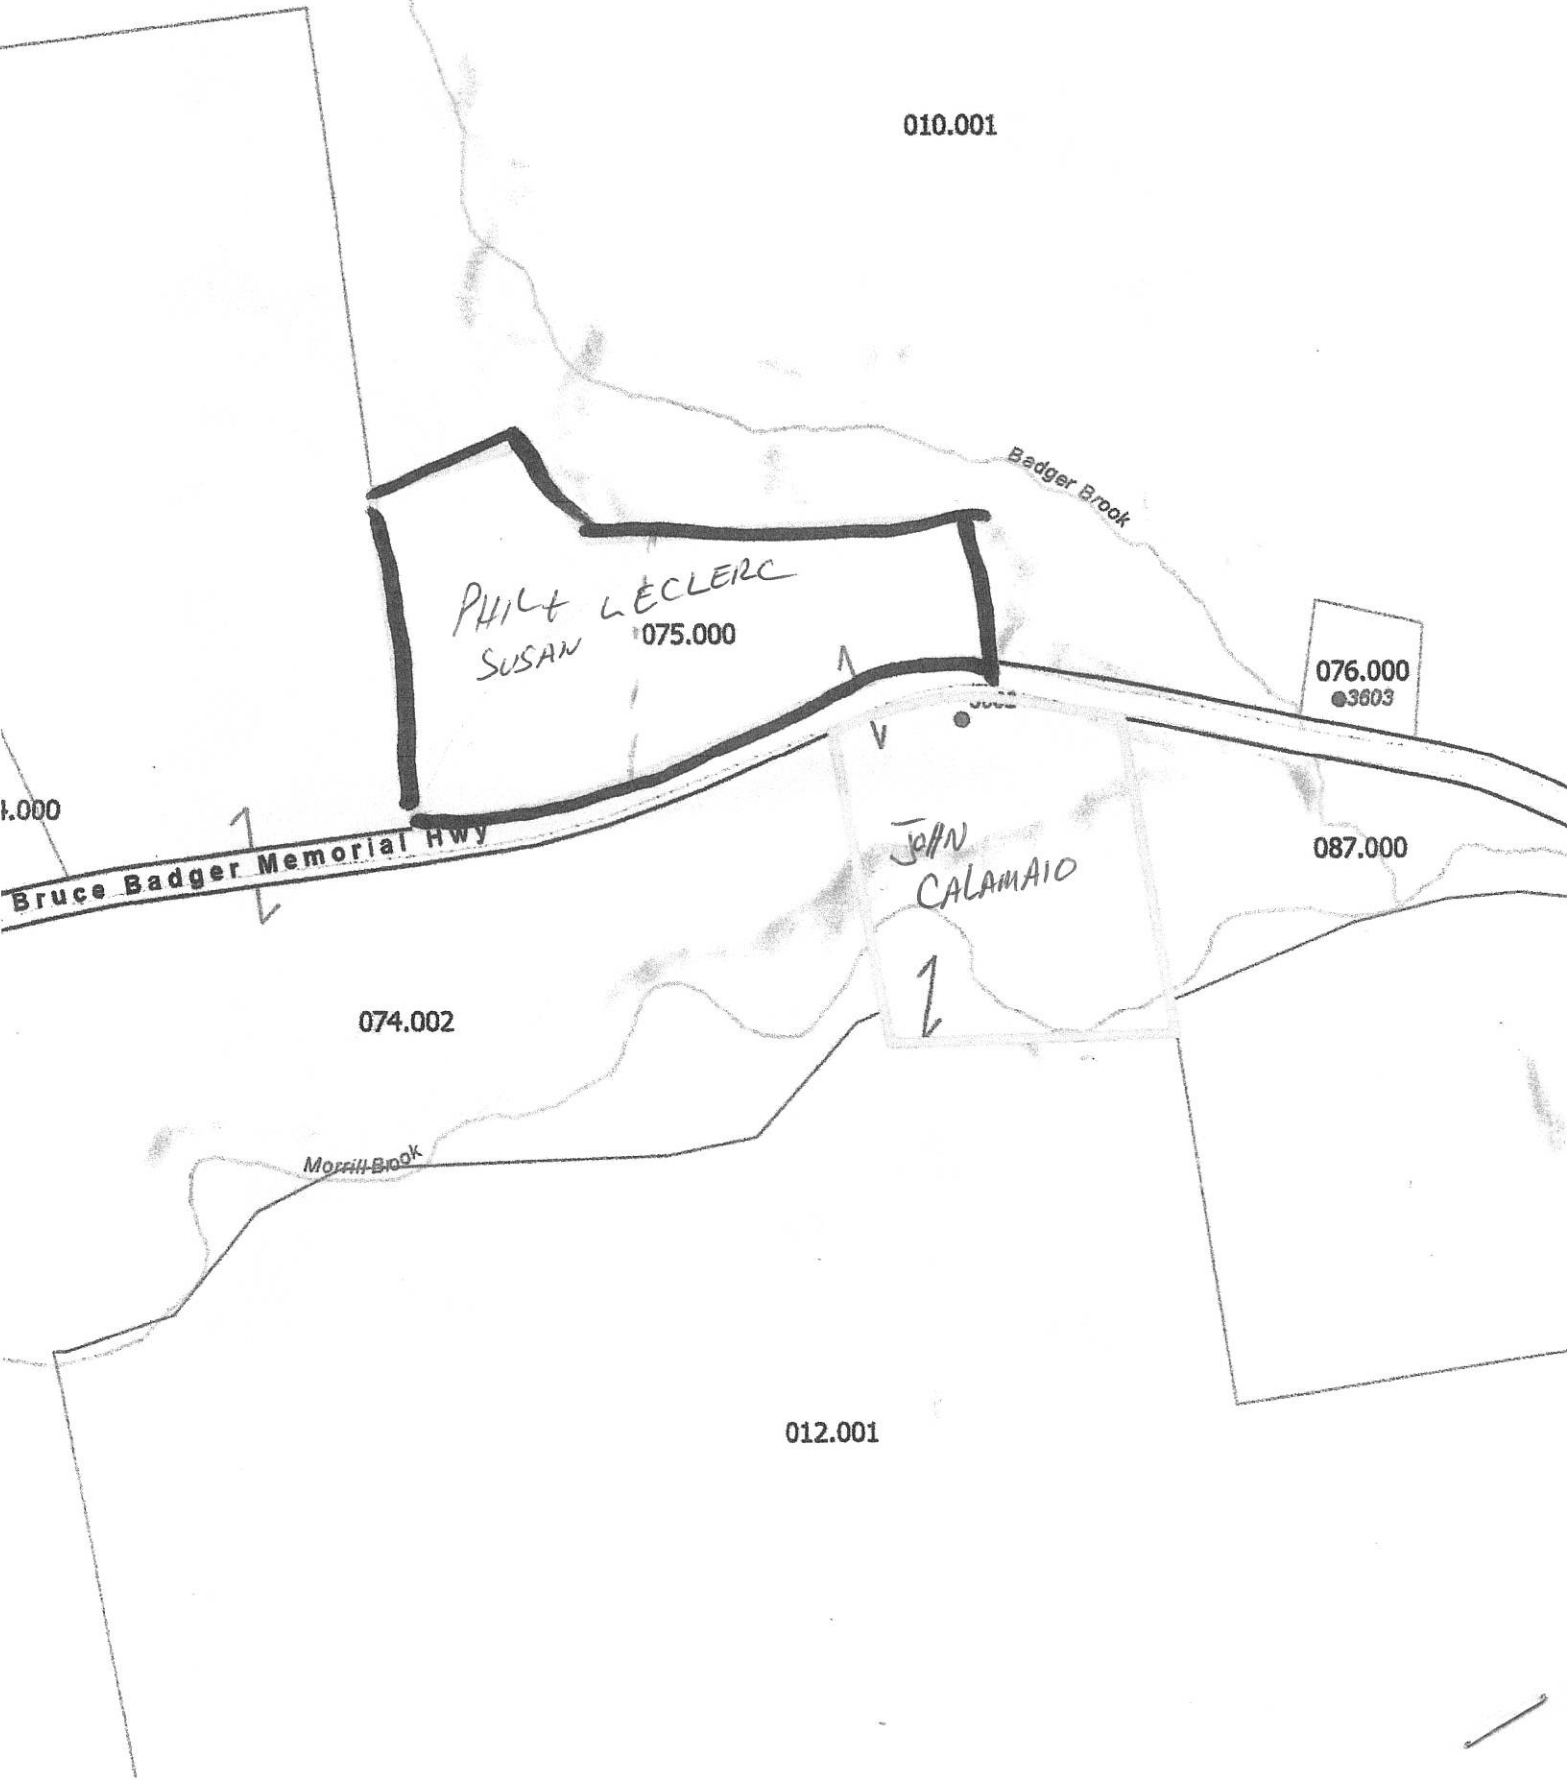 010.001
Badger Brook
PHIL + LECLERC
SUSAN
075.000
076.000
3603
.000
Bruce Badger Memorial Hwy
JOHN
CALAMAIO
087.000
074.002
Morrill Brook
012.001